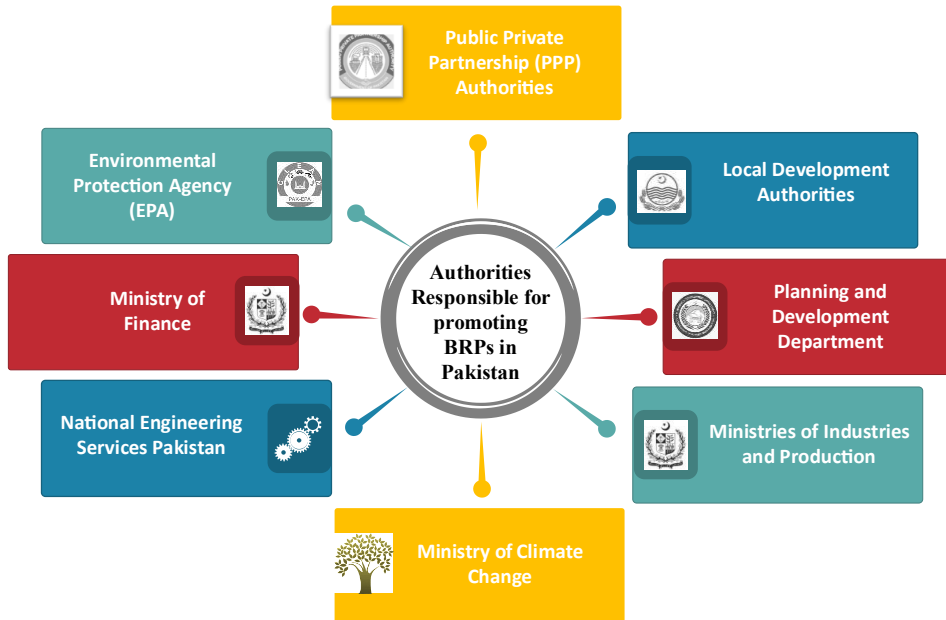 Public Private
Partnership (PPP)
Authorities
Environmental
Protection Agency
(EPA)
PAK-EPA
Local Development
Authorities
Ministry of
Finance
Authorities
Responsible for
promoting
BRPs in
Pakistan
Planning and
Development
Department
National Engineering
Services Pakistan
Ministries of Industries
and Production
Ministry of Climate
Change